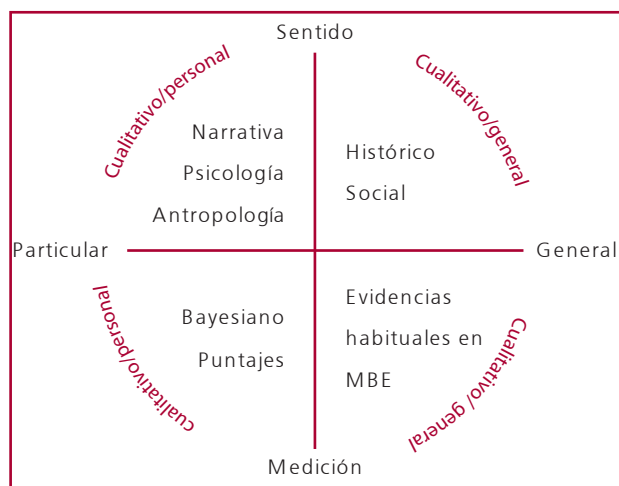 Sentido
Cualitativo/personal
Cualitativo/general
Narrativa
Psicología
Antropología
Histórico
Social
Particular
General
cualitativo/personal
Bayesiano
Puntajes
Evidencias
habituales en
MBE
Cualitativo/ general
Medición